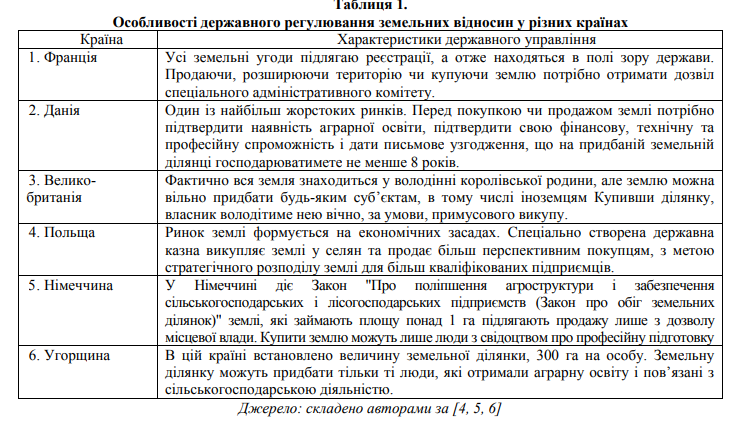 Таблиця 1.
Особливості державного регулювання земельних відносин у різних країнах
Країна Характеристики державного управління
1. Франція Усі земельні угоди підлягаю реєстрації, а отже находяться в полі зору держави.
Продаючи, розширюючи територію чи купуючи землю потрібно отримати дозвіл
спеціального адміністративного комітету.
2. Данія Один із найбільш жорстоких ринків. Перед покупкою чи продажом землі потрібно
підтвердити наявність аграрної освіти, підтвердити свою фінансову, технічну та
професійну спроможність і дати письмове узгодження, що на придбаній земельній
ділянці господарюватимете не менше 8 років.
3. Велико- Фактично вся земля знаходиться у володінні королівської родини, але землю можна
британія вільно придбати будь-яким суб’єктам, в тому числі іноземцям Купивши ділянку,
власник володітиме нею вічно, за умови, примусового викупу.
4. Польща Ринок землі формується на економічних засадах. Спеціально створена державна
казна викупляє землі у селян та продає більш перспективним покупцям, з метою
стратегічного розподілу землі для більш кваліфікованих підприємців.
5. Німеччина У Німеччині діє Закон "Про поліпшення агроструктури і забезпечення
сільськогосподарських і лісогосподарських підприємств (Закон про обіг земельних
ділянок)" землі, які займають площу понад 1 га підлягають продажу лише з дозволу
місцевої влади. Купити землю можуть лише люди з свідоцтвом про професійну підготовку
6. Угорщина В цій країні встановлено величину земельної ділянки, 300 га на особу. Земельну
ділянку можуть придбати тільки ті люди, які отримали аграрну освіту і пов’язані з
сільськогосподарською діяльністю.
Джерело: складено авторами за [4, 5, 6]